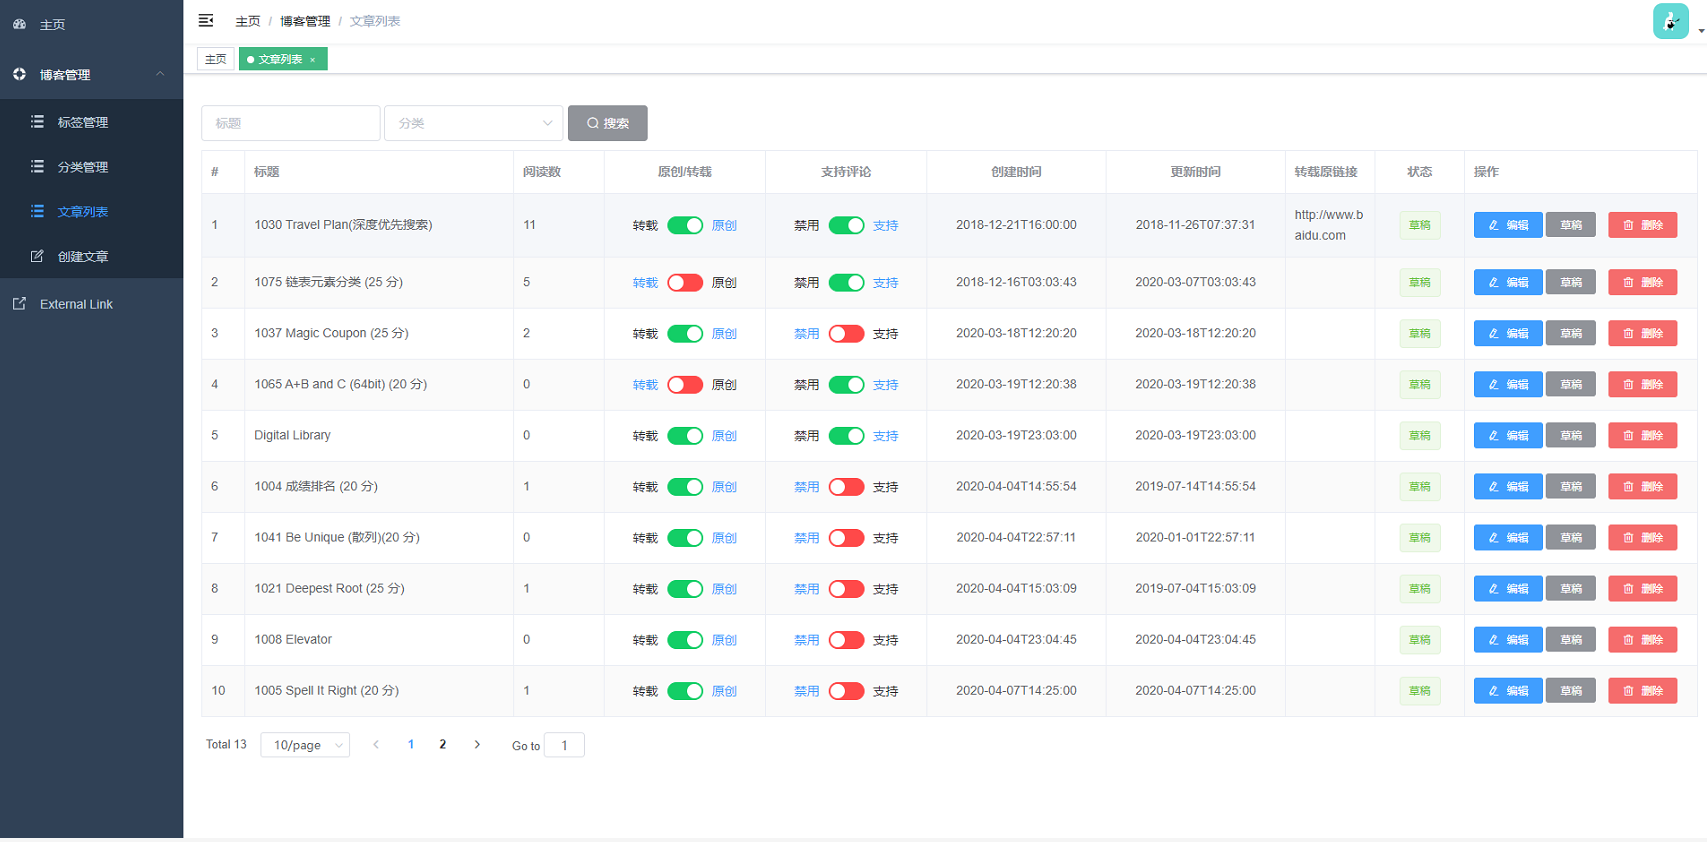 主页
博客管理
标签管理
分类管理
文章列表
创建文章
External Link
主页 / 博客管理 / 文章列表
主页 文章列表 ×
标题 分类 搜索
# 标题 阅读数 原创/转载 支持评论 创建时间 更新时间 转载原链接 状态 操作
1 1030 Travel Plan(深度优先搜索) 11 转载 原创 禁用 支持 2018-12-21T16:00:00 2018-11-26T07:37:31 http://www.b 草稿 编辑 草稿 删除
aidu.com
2 1075 链表元素分类 (25 分) 5 转载 原创 禁用 支持 2018-12-16T03:03:43 2020-03-07T03:03:43 草稿 编辑 草稿 删除
3 1037 Magic Coupon (25 分) 2 转载 原创 禁用 支持 2020-03-18T12:20:20 2020-03-18T12:20:20 草稿 编辑 草稿 删除
4 1065 A+B and C (64bit) (20 分) 0 转载 原创 禁用 支持 2020-03-19T12:20:38 2020-03-19T12:20:38 草稿 编辑 草稿 删除
5 Digital Library 0 转载 原创 禁用 支持 2020-03-19T23:03:00 2020-03-19T23:03:00 草稿 编辑 草稿 删除
6 1004 成绩排名 (20 分) 1 转载 原创 禁用 支持 2020-04-04T14:55:54 2019-07-14T14:55:54 草稿 编辑 草稿 删除
7 1041 Be Unique (散列)(20 分) 0 转载 原创 禁用 支持 2020-04-04T22:57:11 2020-01-01T22:57:11 草稿 编辑 草稿 删除
8 1021 Deepest Root (25 分) 1 转载 原创 禁用 支持 2020-04-04T15:03:09 2019-07-04T15:03:09 草稿 编辑 草稿 删除
9 1008 Elevator 0 转载 原创 禁用 支持 2020-04-04T23:04:45 2020-04-04T23:04:45 草稿 编辑 草稿 删除
10 1005 Spell It Right (20 分) 1 转载 原创 禁用 支持 2020-04-07T14:25:00 2020-04-07T14:25:00 草稿 编辑 草稿 删除
Total 13 10/page 1 2 Go to 1